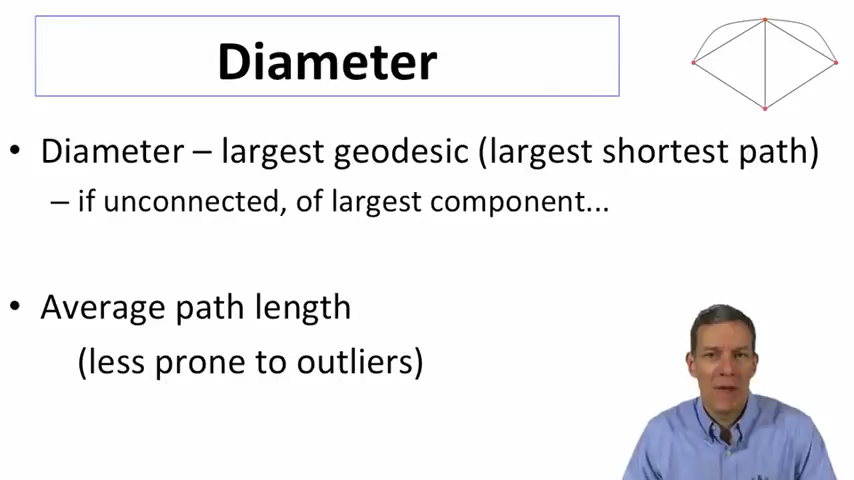 Diameter
• Diameter – largest geodesic (largest shortest path)
– if unconnected, of largest component...
• Average path length
(less prone to outliers)